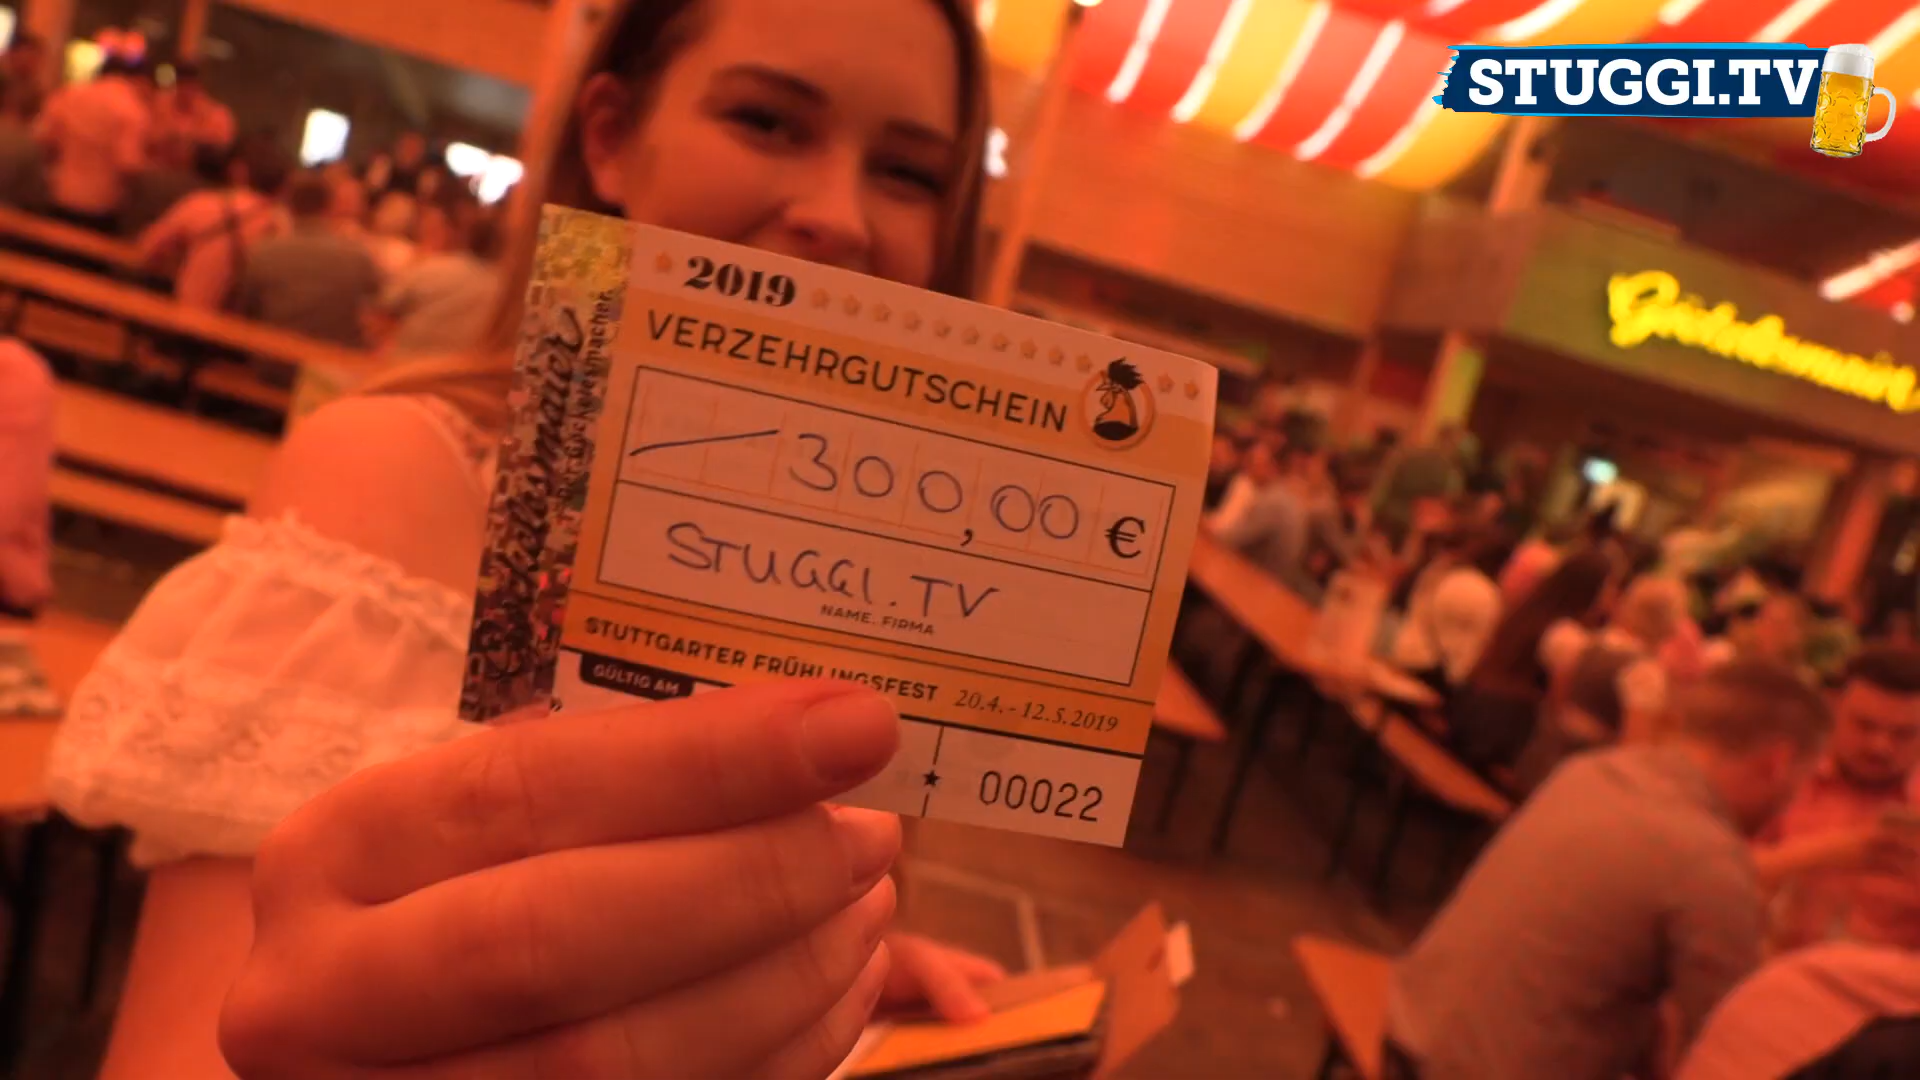 STUGGI.TV
2019
VERZEHRGUTSCHEIN
300,00 €
STUGGI.TV
NAME, FIRMA
STUTTGARTER FRÜHLINGSFEST 20.4.-12.5.2019
GÜLTIG AM
00022